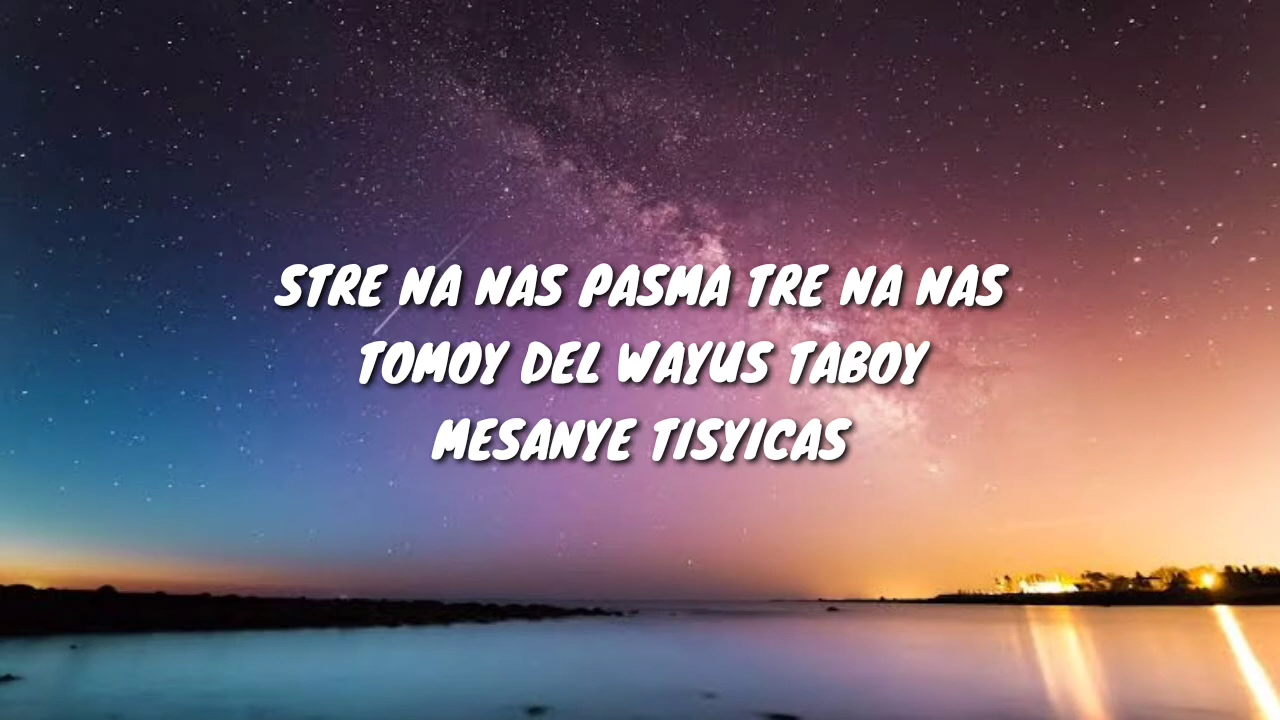 STRE NA NAS PASMA TRE NA NAS
TOMOY DEL WAYUS TABOY
MESANYE TISYICAS